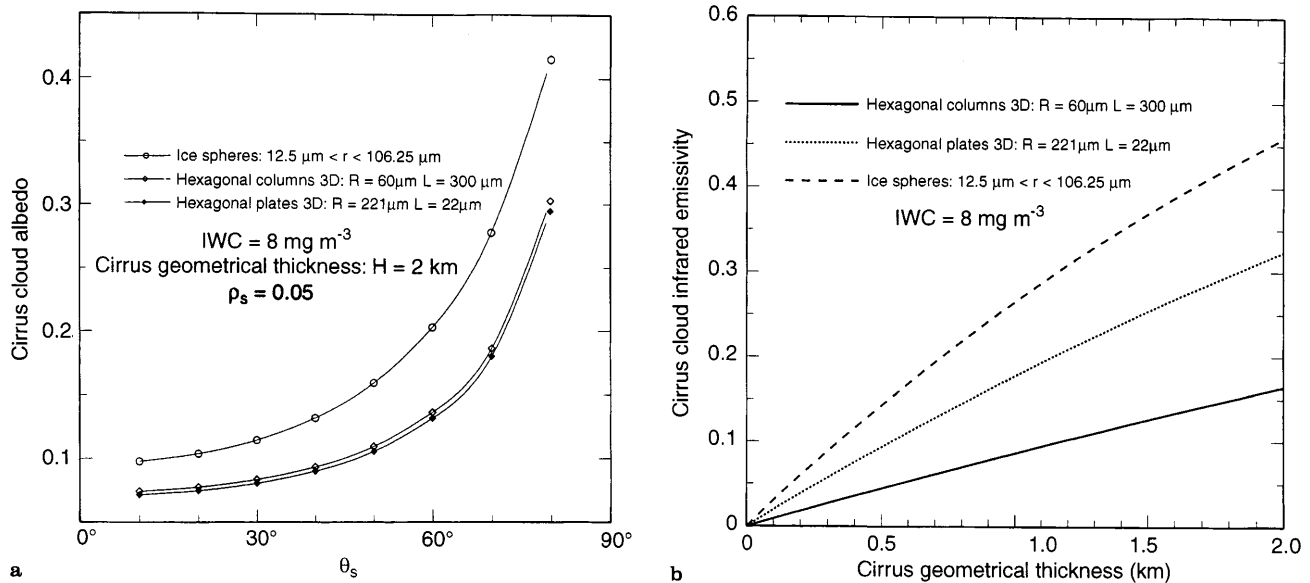 Cirrus cloud albedo
0.4
0.3
0.2
0.1
Ice spheres: 12.5 µm < r < 106.25 µm
Hexagonal columns 3D: R = 60µm L = 300 µm
Hexagonal plates 3D: R = 221µm L = 22µm
IWC = 8 mg m-3
Cirrus geometrical thickness: H = 2 km
ρs = 0.05
0° 30° 60° 90°
θs
a
Cirrus cloud infrared emissivity
0.6
0.5
0.4
0.3
0.2
0.1
0
Hexagonal columns 3D: R = 60µm L = 300 µm
Hexagonal plates 3D: R = 221µm L = 22µm
Ice spheres: 12.5 µm < r < 106.25 µm
IWC = 8 mg m-3
0 0.5 1.0 1.5 2.0
Cirrus geometrical thickness (km)
b